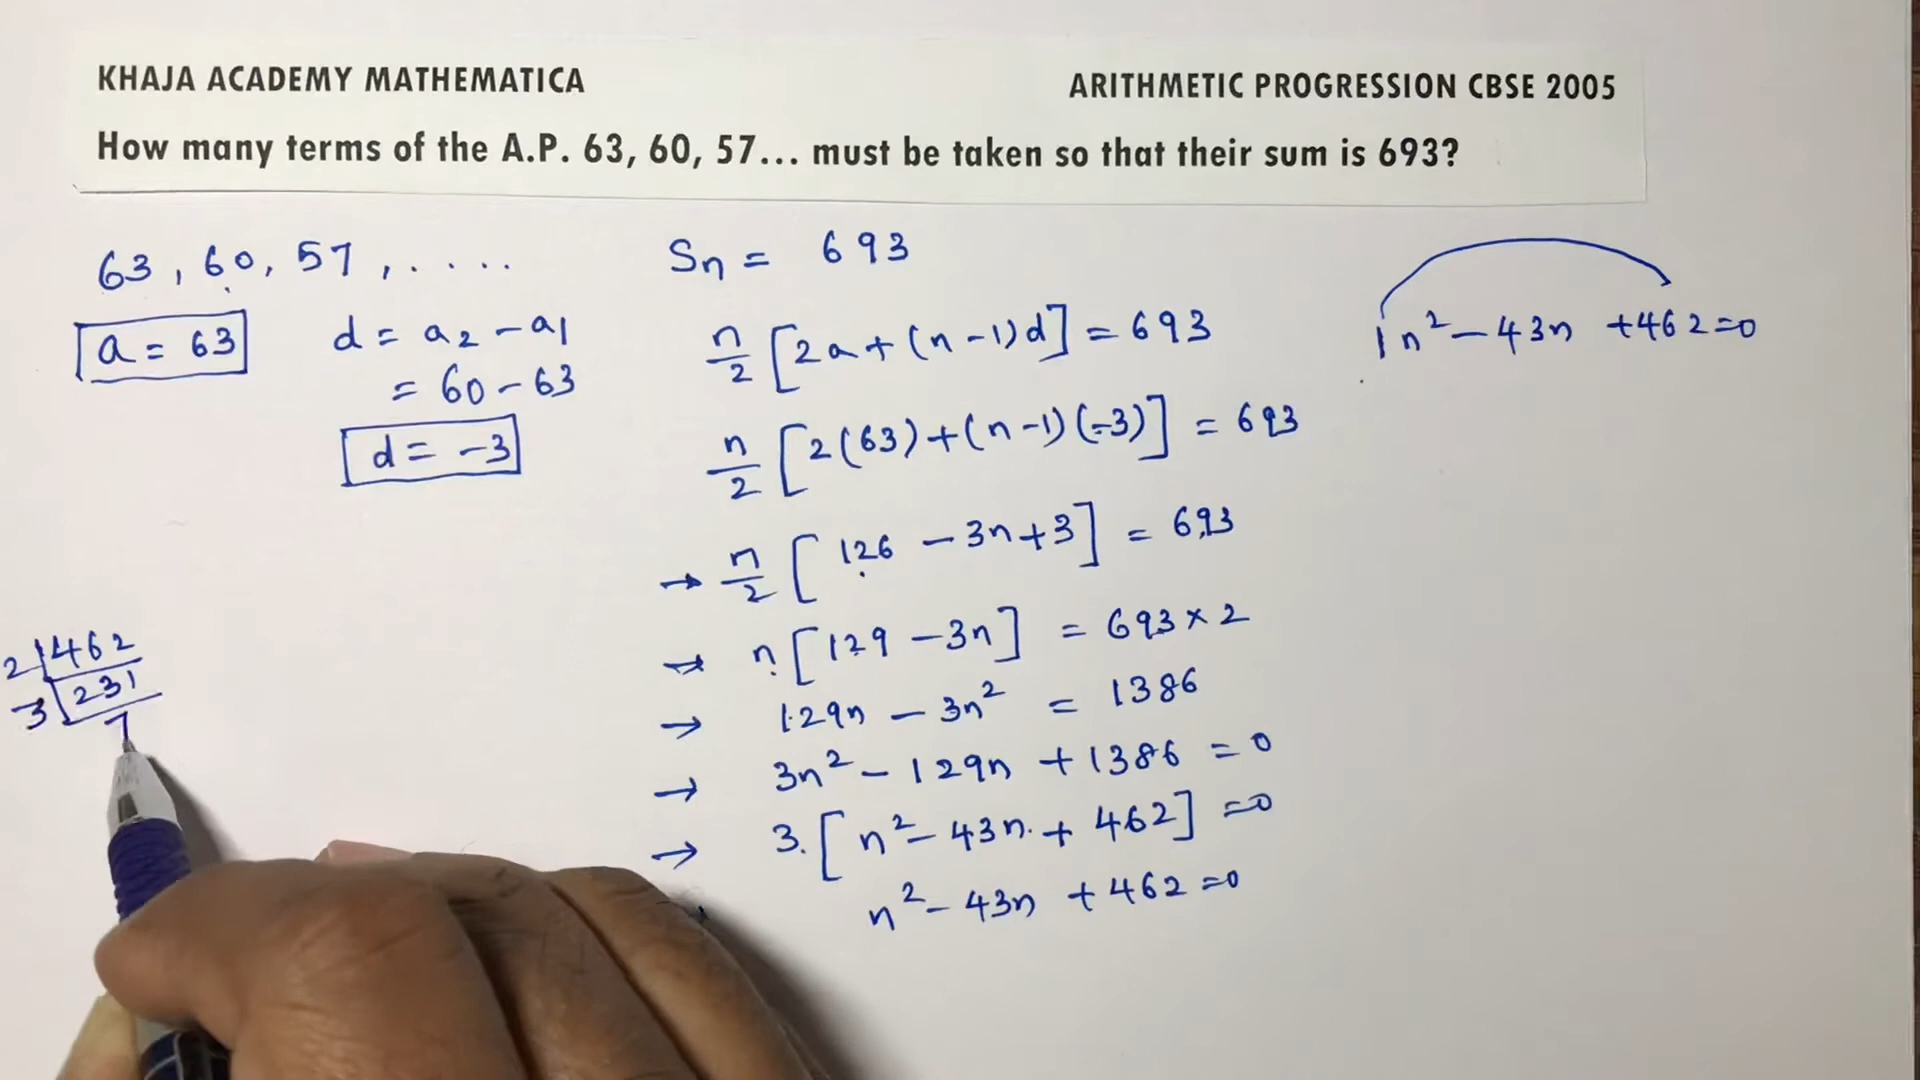 KHAJA ACADEMY MATHEMATICA
ARITHMETIC PROGRESSION CBSE 2005
How many terms of the A.P. 63, 60, 57... must be taken so that their sum is 693?
63, 60, 57, ....
a = 63
d = a₂ - a₁
= 60 - 63
d = -3
2 | 462
3 | 231
7
Sn = 693
n/2 [2a + (n-1)d] = 693
n/2 [2(63) + (n-1)(-3)] = 693
→ n/2 [126 - 3n + 3] = 693
→ n [129 - 3n] = 693 × 2
→ 129n - 3n² = 1386
→ 3n² - 129n + 1386 = 0
→ 3.[n² - 43n + 462] = 0
n² - 43n + 462 = 0
1n² - 43n + 462 = 0